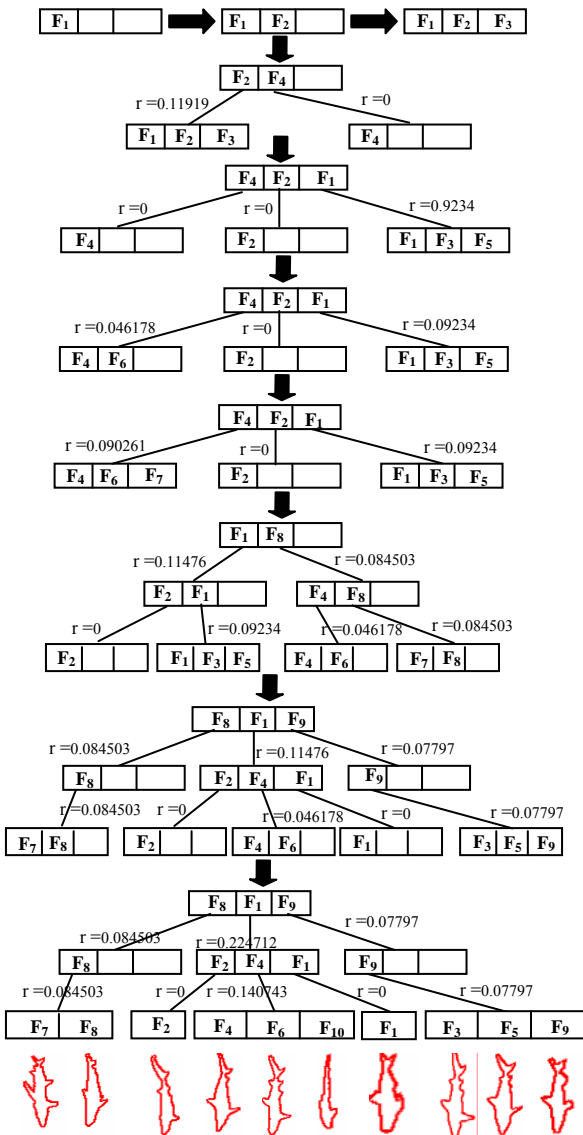 F1 F1 F2 F1 F2 F3
F2 F4
r =0.11919 r =0
F1 F2 F3 F4
F4 F2 F1
r =0 r =0 r =0.9234
F4 F2 F1 F3 F5
F4 F2 F1
r =0.046178 r =0 r =0.09234
F4 F6 F2 F1 F3 F5
F4 F2 F1
r =0.090261 r =0 r =0.09234
F4 F6 F7 F2 F1 F3 F5
F1 F8
r =0.11476 r =0.084503
F2 F1 F4 F8
r =0 r =0.09234 r =0.046178 r =0.084503
F2 F1 F3 F5 F4 F6 F7 F8
F8 F1 F9
r =0.084503 r =0.11476 r =0.07797
F8 F2 F4 F1 F9
r =0.084503 r =0 r =0.046178 r =0 r =0.07797
F7 F8 F2 F4 F6 F1 F3 F5 F9
F8 F1 F9
r =0.084503 r =0.224712 r =0.07797
F8 F2 F4 F1 F9
r =0.084503 r =0 r =0.140743 r =0 r =0.07797
F7 F8 F2 F4 F6 F10 F1 F3 F5 F9